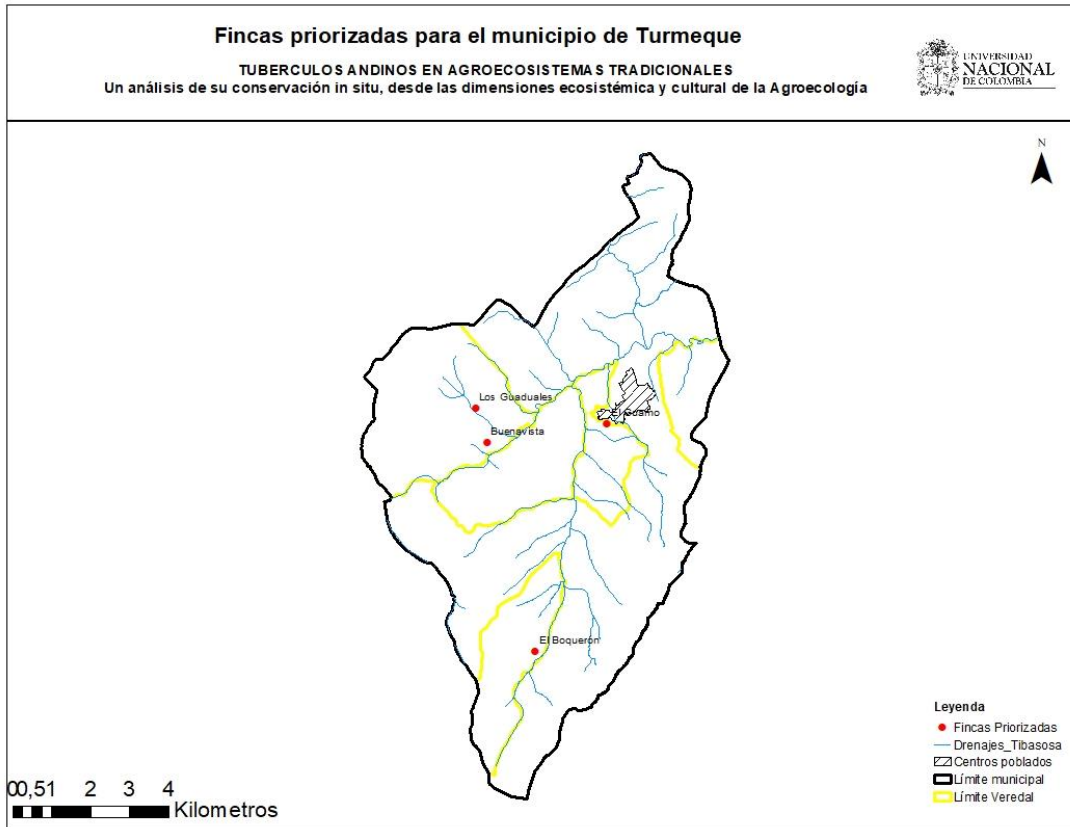 Fincas priorizadas para el municipio de Turmeque
TUBERCULOS ANDINOS EN AGROECOSISTEMAS TRADICIONALES
Un análisis de su conservación in situ, desde las dimensiones ecosistémica y cultural de la Agroecología
UNIVERSIDAD
NACIONAL
DE COLOMBIA
N
Los Guaduales
El Guamo
Buenavista
El Boquerón
Leyenda
Fincas Priorizadas
Drenajes_Tibasosa
Centros poblados
Límite municipal
Límite Veredal
00,51 2 3 4
Kilometros